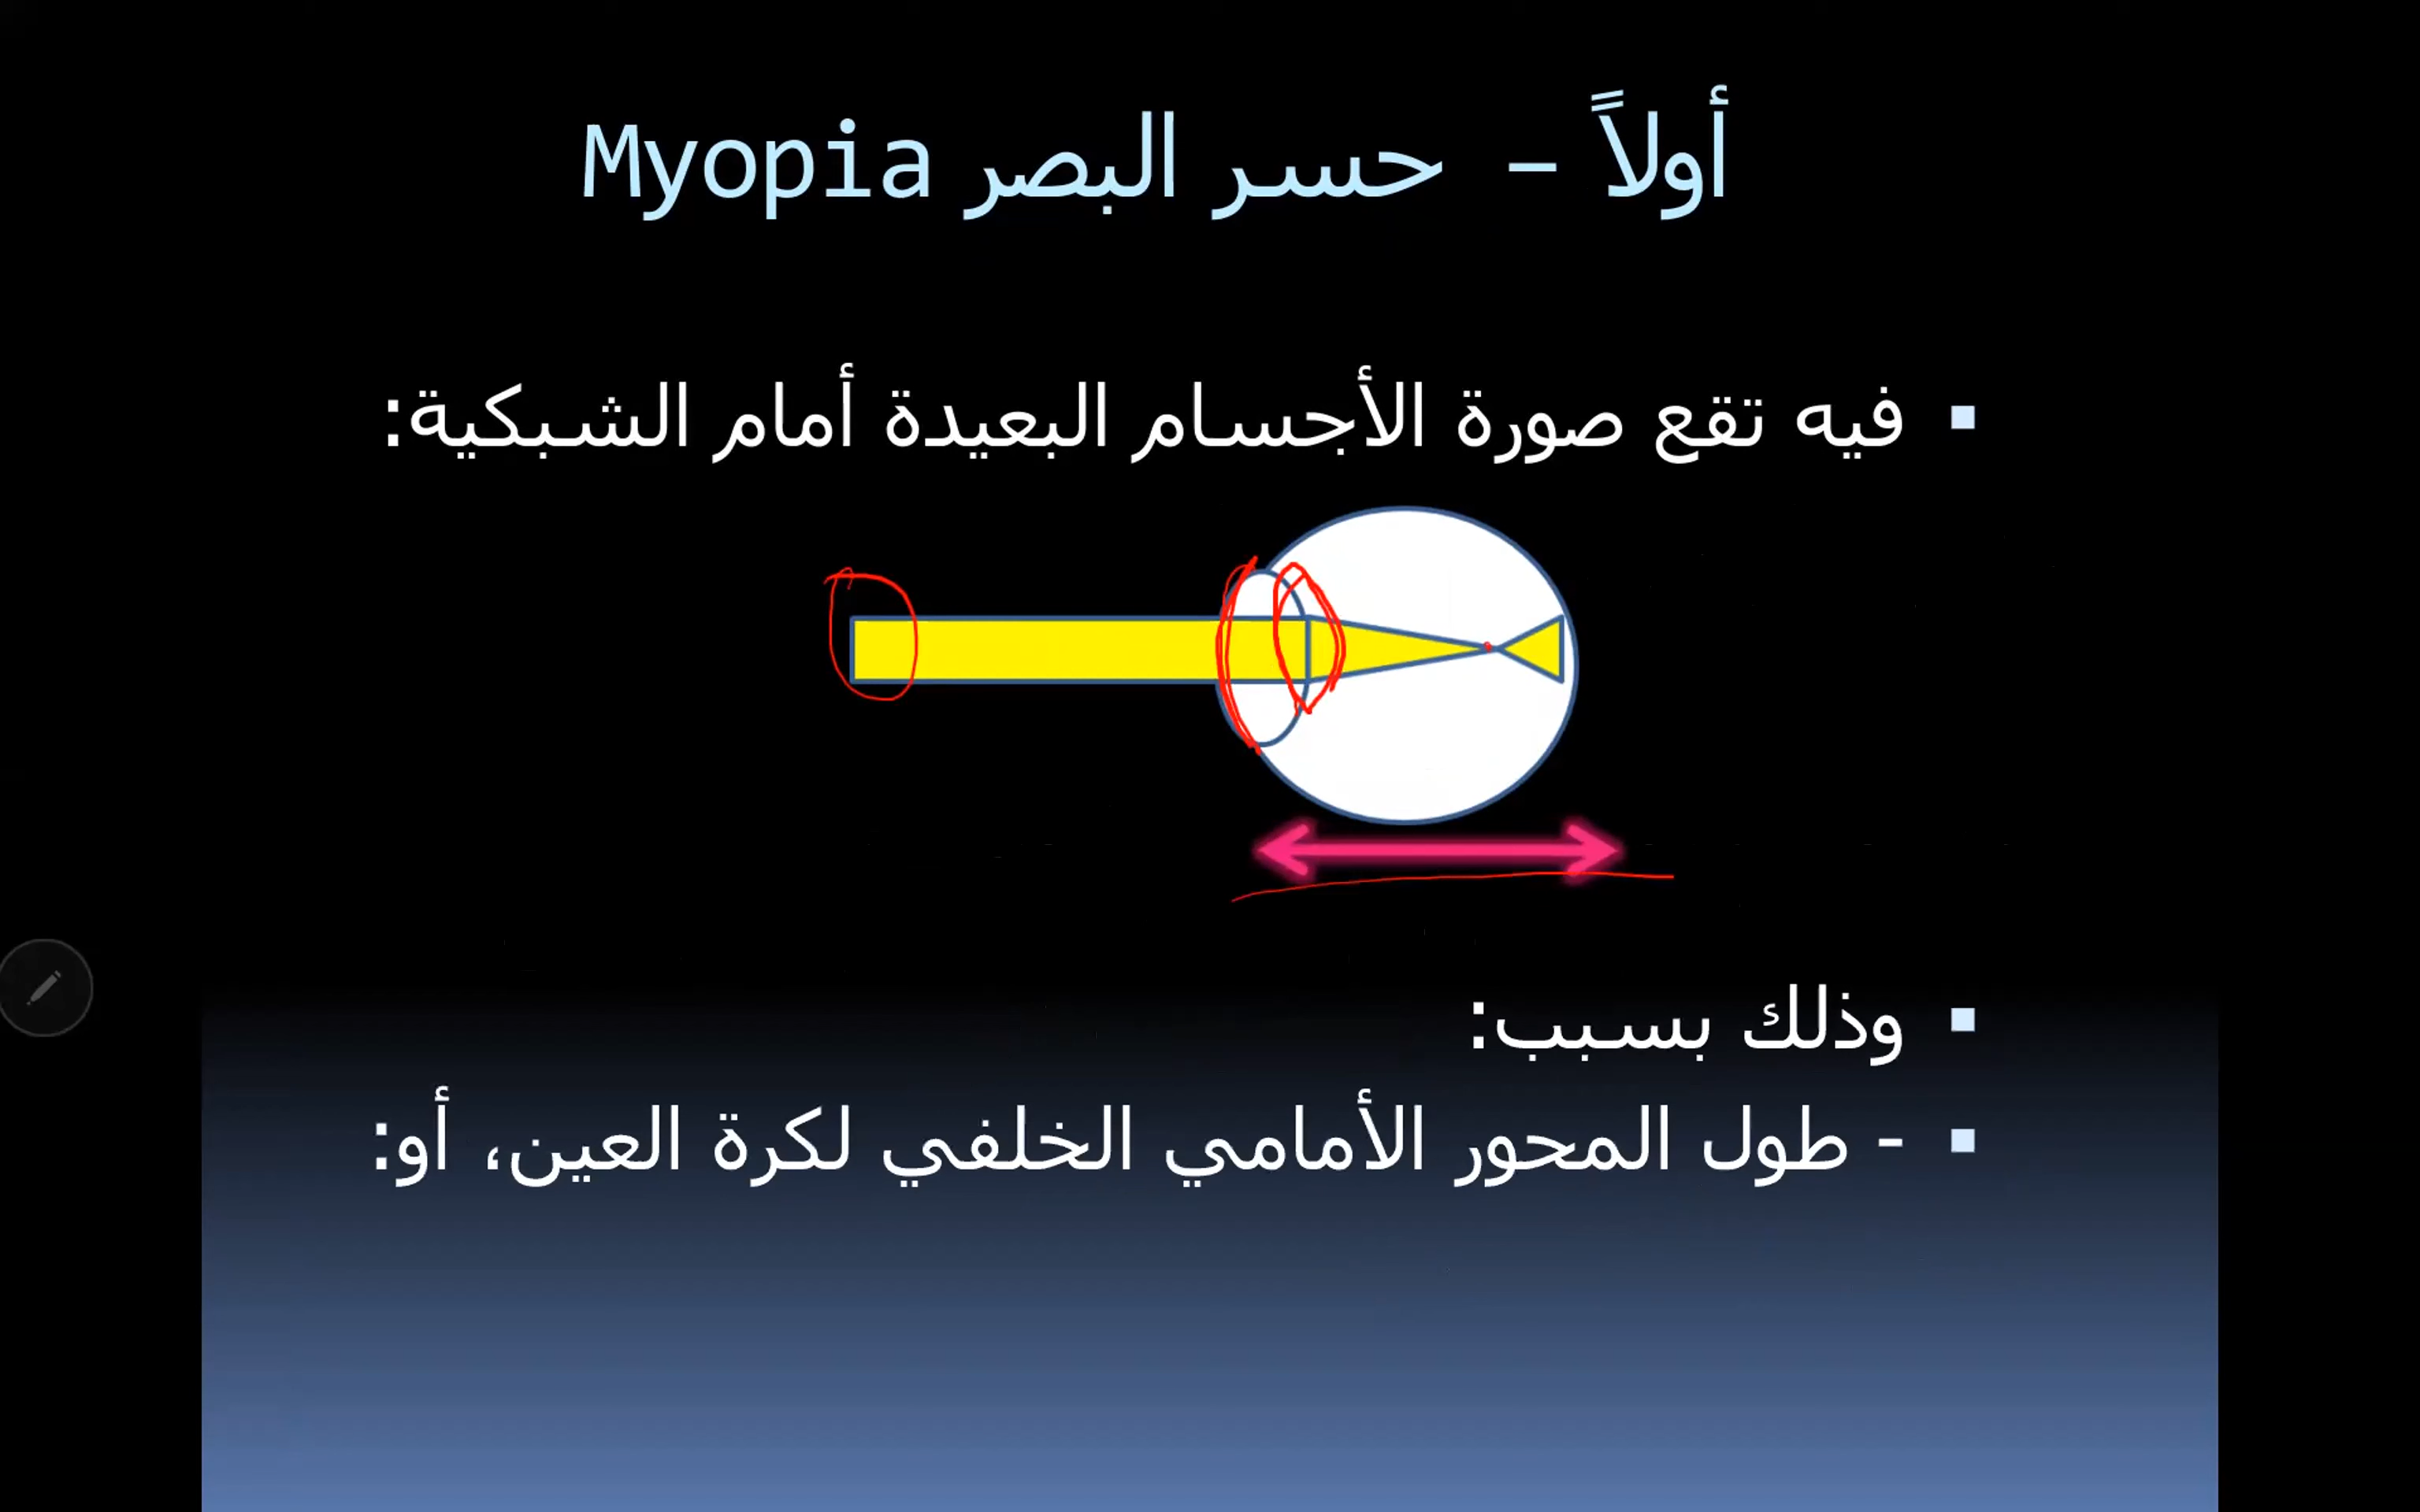 أولاً – حسر البصر Myopia
فيه تقع صورة الأجسام البعيدة أمام الشبكية:
وذلك بسبب:
- طول المحور الأمامي الخلفي لكرة العين، أو: